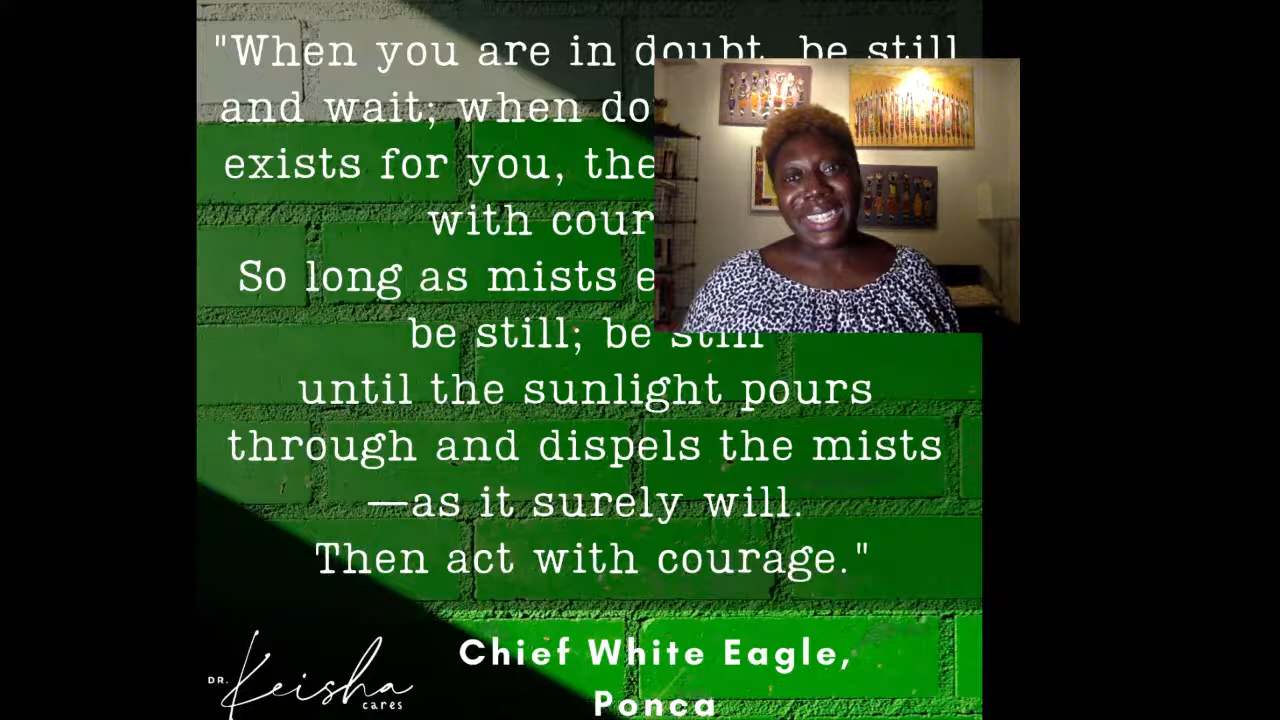 "When you are in doubt, be still
and wait; when do
exists for you, the
with cour
So long as mists e
be still; be still
until the sunlight pours
through and dispels the mists
—as it surely will.
Then act with courage."
Chief White Eagle,
Ponca
DR. Keisha
cares